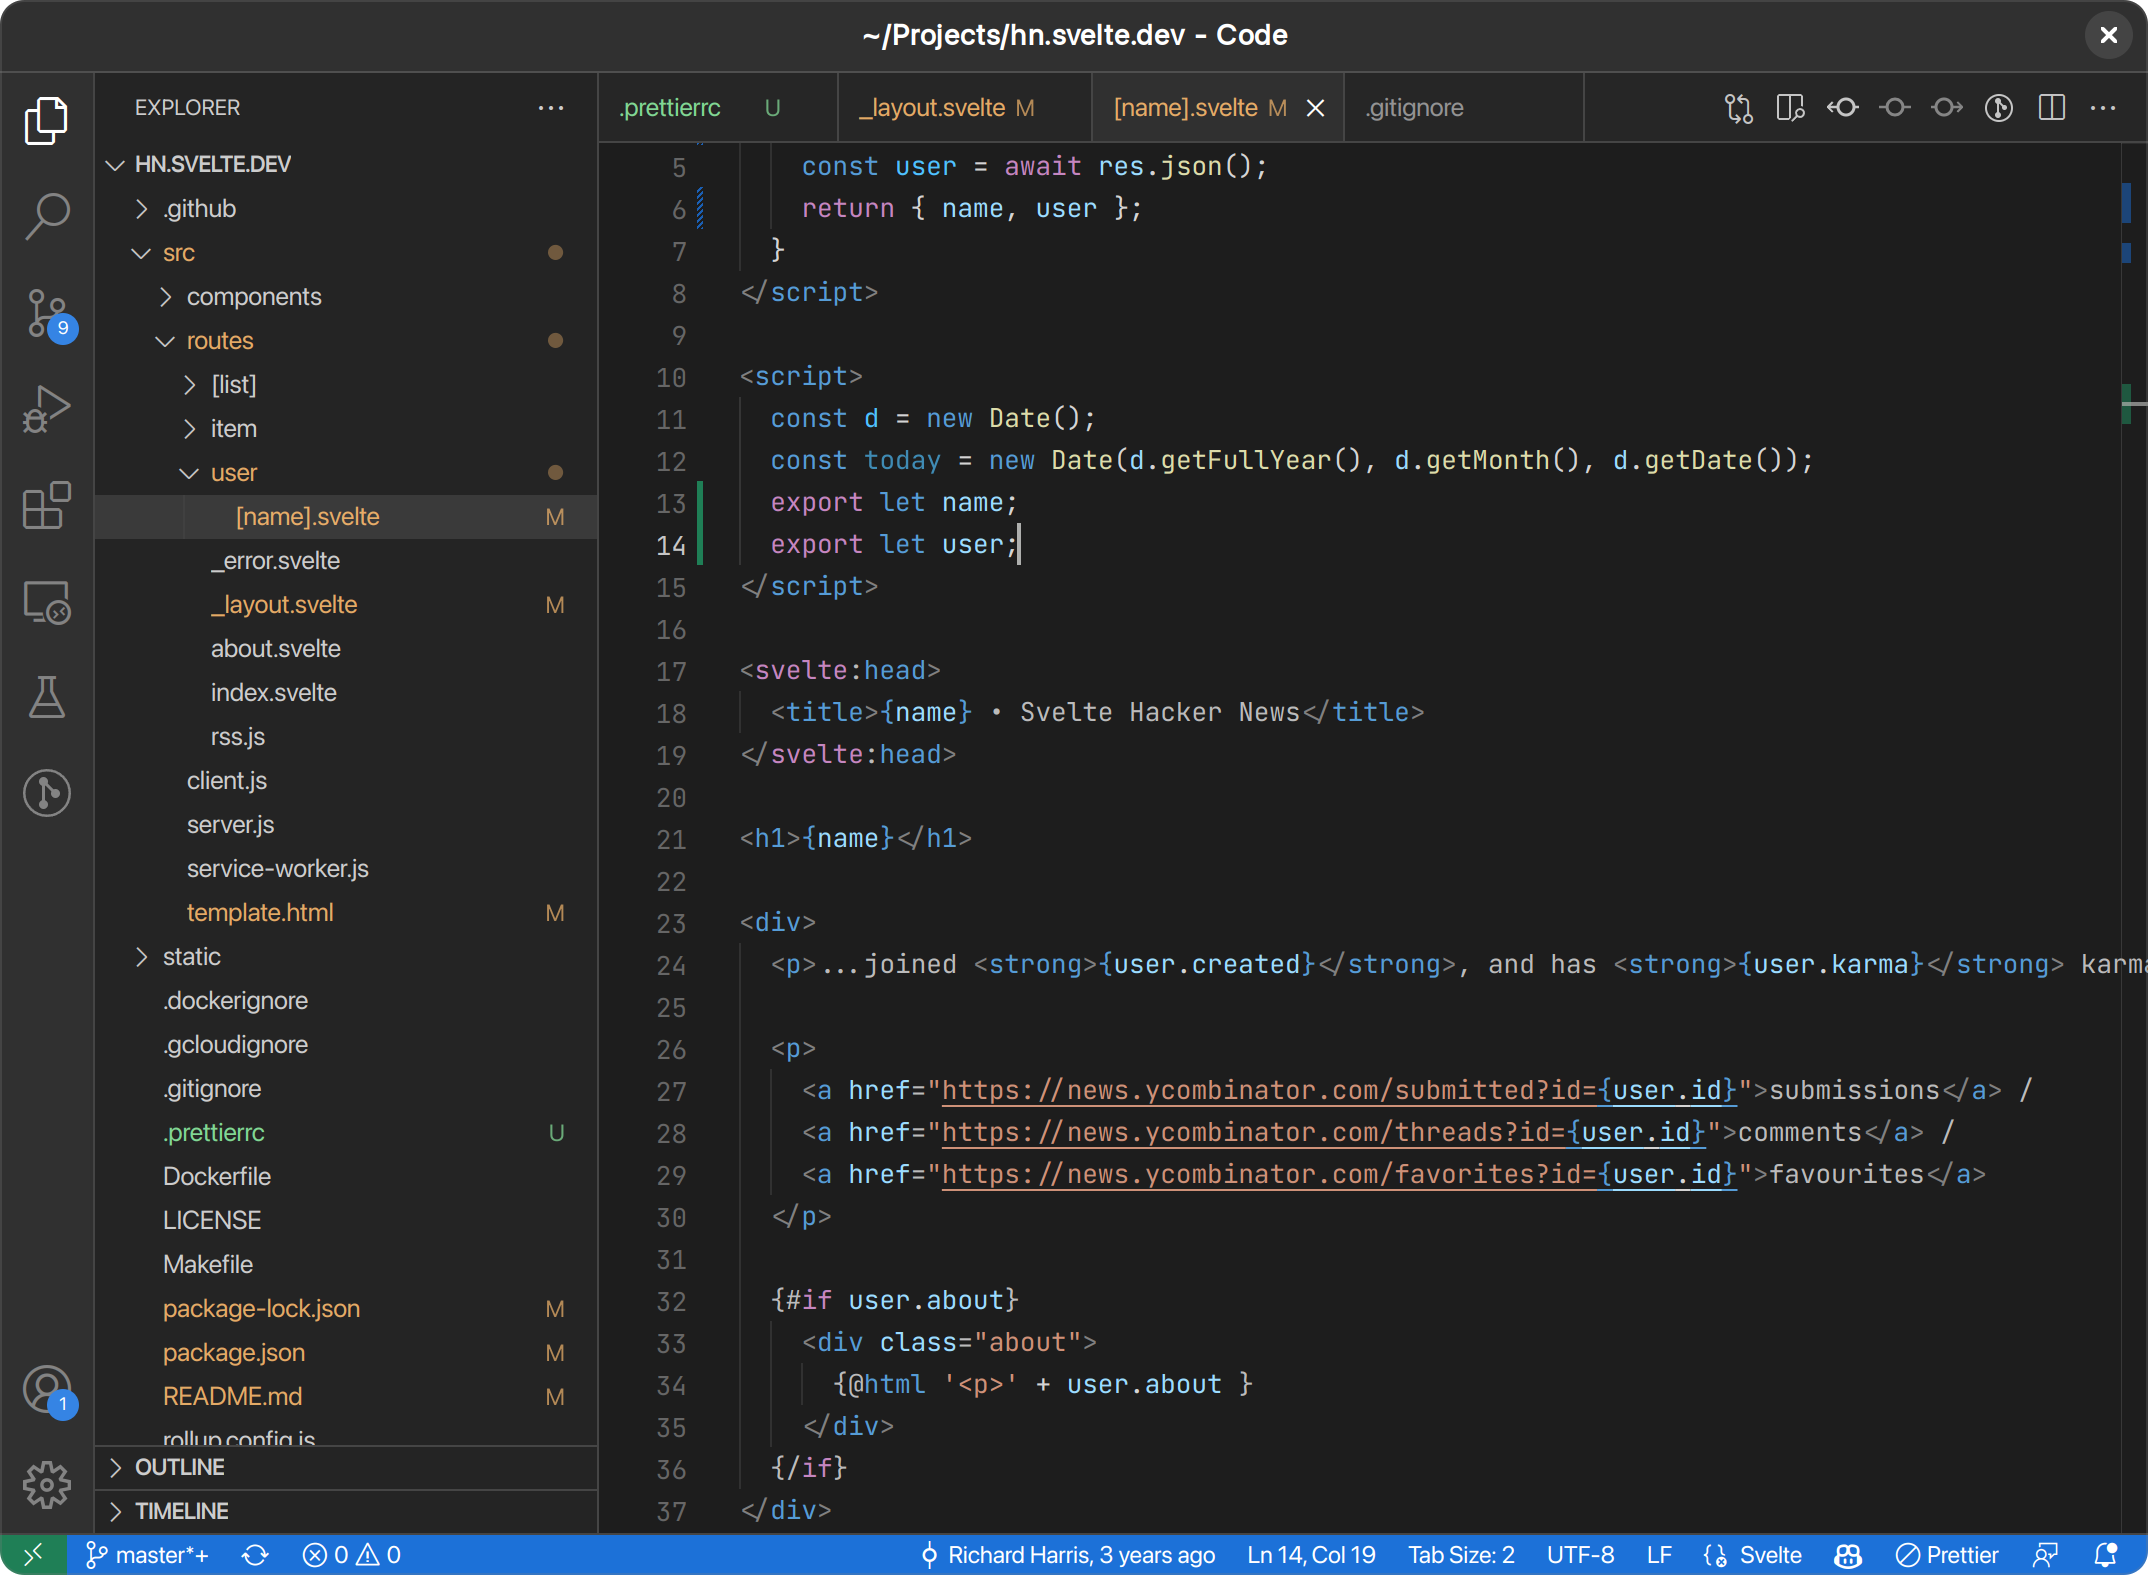 ~/Projects/hn.svelte.dev - Code
EXPLORER
HN.SVELTE.DEV
.github
src
components
routes
[list]
item
user
[name].svelte M
_error.svelte
_layout.svelte M
about.svelte
index.svelte
rss.js
client.js
server.js
service-worker.js
template.html M
static
.dockerignore
.gcloudignore
.gitignore
.prettierrc U
Dockerfile
LICENSE
Makefile
package-lock.json M
package.json M
README.md M
rollup.config.js
OUTLINE
TIMELINE
9
1
.prettierrc U
_layout.svelte M
[name].svelte M
.gitignore
5 const user = await res.json();
6 return { name, user };
7 }
8 </script>
9
10 <script>
11 const d = new Date();
12 const today = new Date(d.getFullYear(), d.getMonth(), d.getDate());
13 export let name;
14 export let user;
15 </script>
16
17 <svelte:head>
18 <title>{name} • Svelte Hacker News</title>
19 </svelte:head>
20
21 <h1>{name}</h1>
22
23 <div>
24 <p>...joined <strong>{user.created}</strong>, and has <strong>{user.karma}</strong> karma
25
26 <p>
27 <a href="https://news.ycombinator.com/submitted?id={user.id}">submissions</a> /
28 <a href="https://news.ycombinator.com/threads?id={user.id}">comments</a> /
29 <a href="https://news.ycombinator.com/favorites?id={user.id}">favourites</a>
30 </p>
31
32 {#if user.about}
33 <div class="about">
34 {@html '<p>' + user.about }
35 </div>
36 {/if}
37 </div>
master*+ 0 0 Richard Harris, 3 years ago Ln 14, Col 19 Tab Size: 2 UTF-8 LF Svelte Prettier